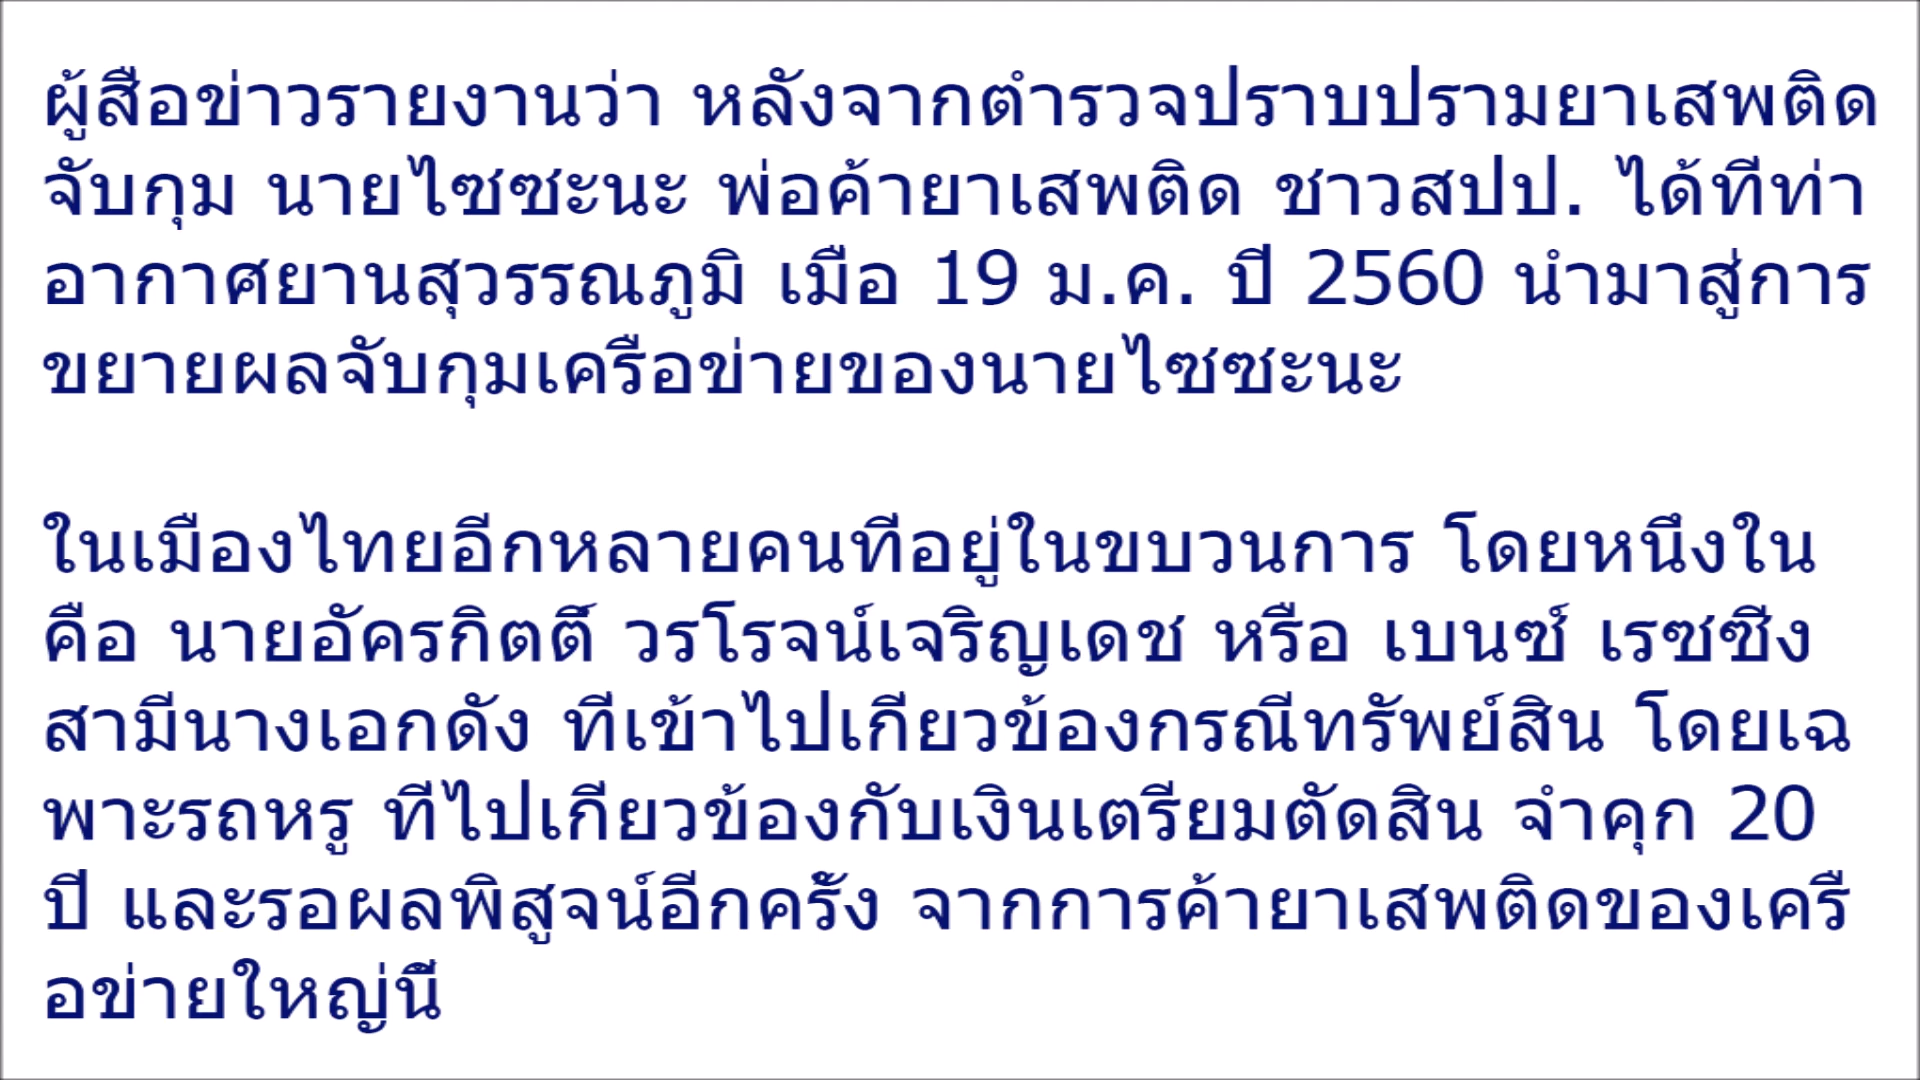 ผู้สื่อข่าวรายงานว่า หลังจากตำรวจปราบปรามยาเสพติด
จับกุม นายไซซะนะ พ่อค้ายาเสพติด ชาวสปป. ได้ที่ท่า
อากาศยานสุวรรณภูมิ เมื่อ 19 ม.ค. ปี 2560 นำมาสู่การ
ขยายผลจับกุมเครือข่ายของนายไซซะนะ
ในเมืองไทยอีกหลายคนที่อยู่ในขบวนการ โดยหนึ่งใน
คือ นายอัครกิตติ์ วรโรจน์เจริญเดช หรือ เบนซ์ เรซซิ่ง
สามีนางเอกดัง ที่เข้าไปเกี่ยวข้องกรณีทรัพย์สิน โดยเฉ
พาะรถหรู ที่ไปเกี่ยวข้องกับเงินเตรียมตัดสิน จำคุก 20
ปี และรอผลพิสูจน์อีกครั้ง จากการค้ายาเสพติดของเครื
อข่ายใหญ่นี้